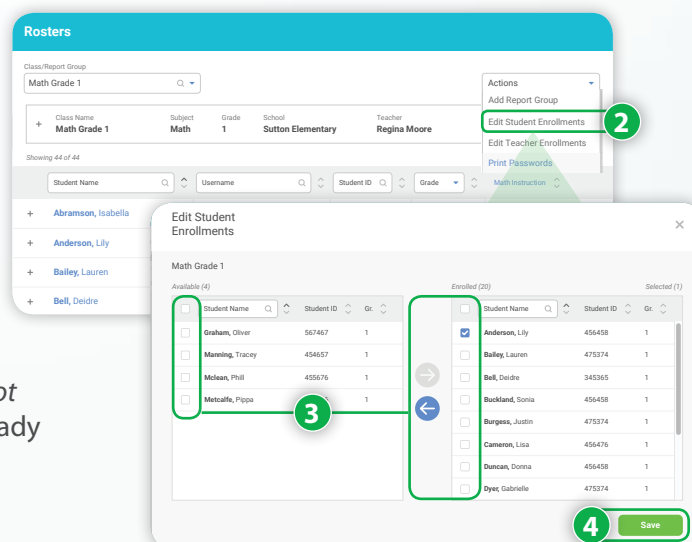 Rosters
Class/Report Group
Math Grade 1
Actions
Add Report Group
Edit Student Enrollments
2
Edit Teacher Enrollments
Print Passwords
+ Class Name Subject Grade School Teacher
Math Grade 1 Math 1 Sutton Elementary Regina Moore
Showing 44 of 44
Student Name Username Student ID Grade Math Instruction
+ Abramson, Isabella
+ Anderson, Lily
+ Bailey, Lauren
+ Bell, Deidre
ot
ady
Edit Student
Enrollments
×
Math Grade 1
Available (4) Enrolled (20) Selected (1)
Student Name Student ID Gr. Student Name Student ID Gr.
Graham, Oliver 567467 1 Anderson, Lily 456458 1
Manning, Tracey 454657 1 Bailey, Lauren 475374 1
Mclean, Phill 455676 1 Bell, Deidre 345365 1
Metcalfe, Pippa 1 Buckland, Sonia 456458 1
3
Burgess, Justin 475374 1
Cameron, Lisa 456476 1
Duncan, Donna 456458 1
Dyer, Gabrielle 475374 1
4 Save